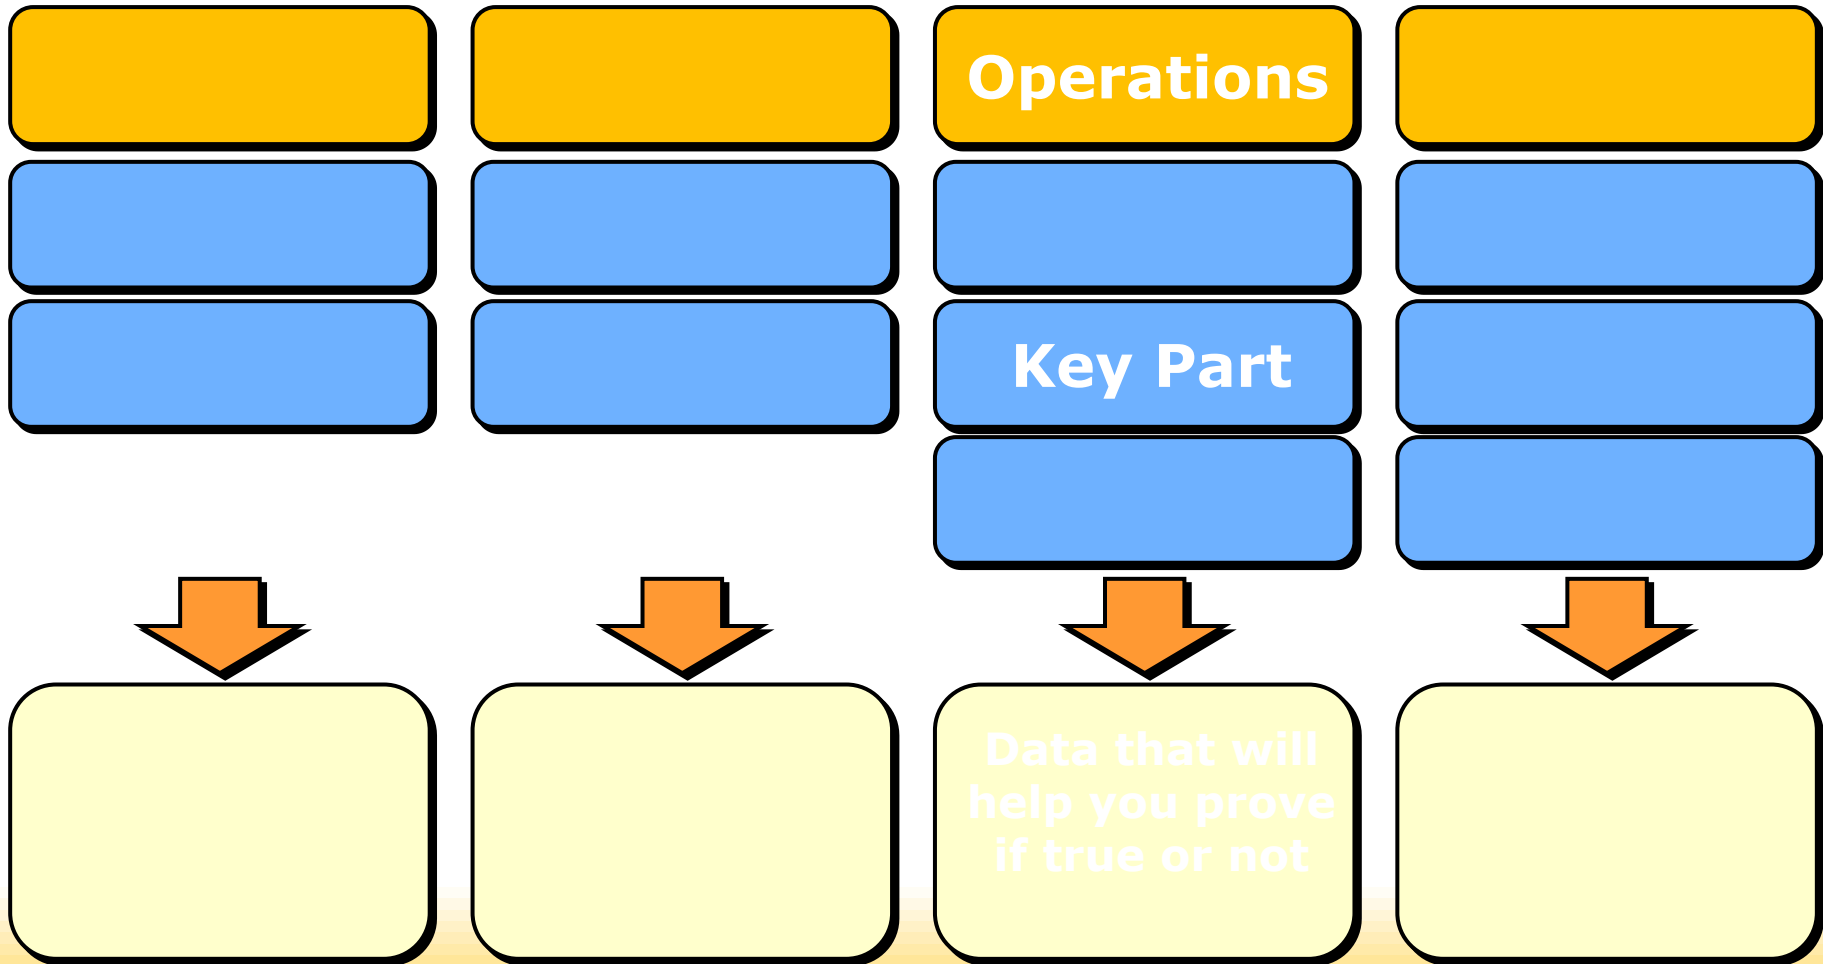 Operations
Key Part
Data that will
help you prove
if true or not